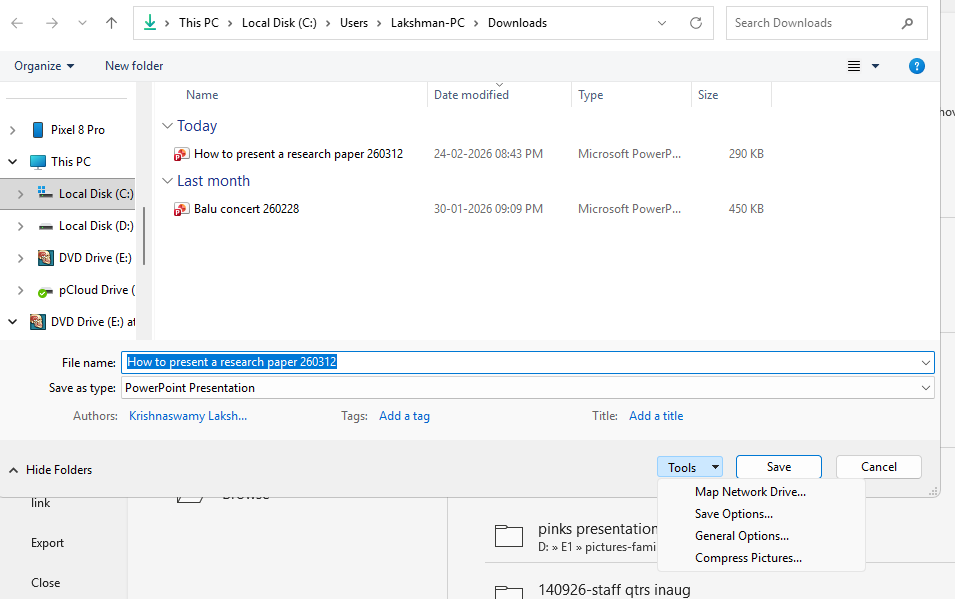 This PC > Local Disk (C:) > Users > Lakshman-PC > Downloads
Search Downloads
Organize
New folder
?
Name
Date modified
Type
Size
Pixel 8 Pro
This PC
Local Disk (C:)
Local Disk (D:)
DVD Drive (E:)
pCloud Drive (
DVD Drive (E:) at
Today
How to present a research paper 260312 24-02-2026 08:43 PM Microsoft PowerP... 290 KB
Last month
Balu concert 260228 30-01-2026 09:09 PM Microsoft PowerP... 450 KB
File name: How to present a research paper 260312
Save as type: PowerPoint Presentation
Authors: Krishnaswamy Laksh...
Tags: Add a tag
Title: Add a title
Hide Folders
Tools
Save
Cancel
Map Network Drive...
Save Options...
General Options...
Compress Pictures...
link
Export
Close
Browse
pinks presentation
D: » E1 » pictures-fami
140926-staff qtrs inaug